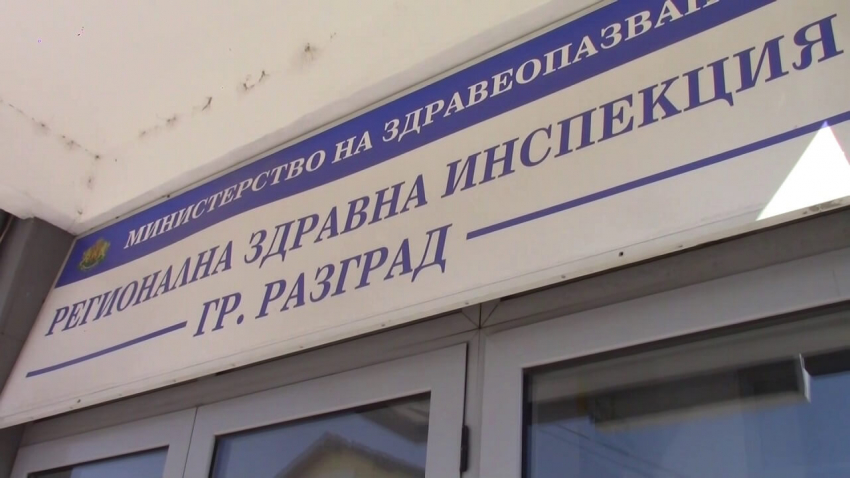 МИНИСТЕРСТВО НА ЗДРАВЕОПАЗВАН
РЕГИОНАЛНА ЗДРАВНА ИНСПЕКЦИЯ
ГР. РАЗГРАД